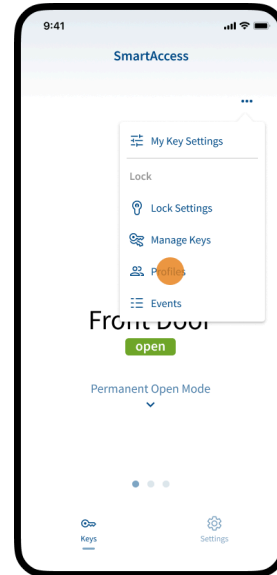 9:41
SmartAccess
My Key Settings
Lock
Lock Settings
Manage Keys
Profiles
Events
Front Door
open
Permanent Open Mode
Keys
Settings